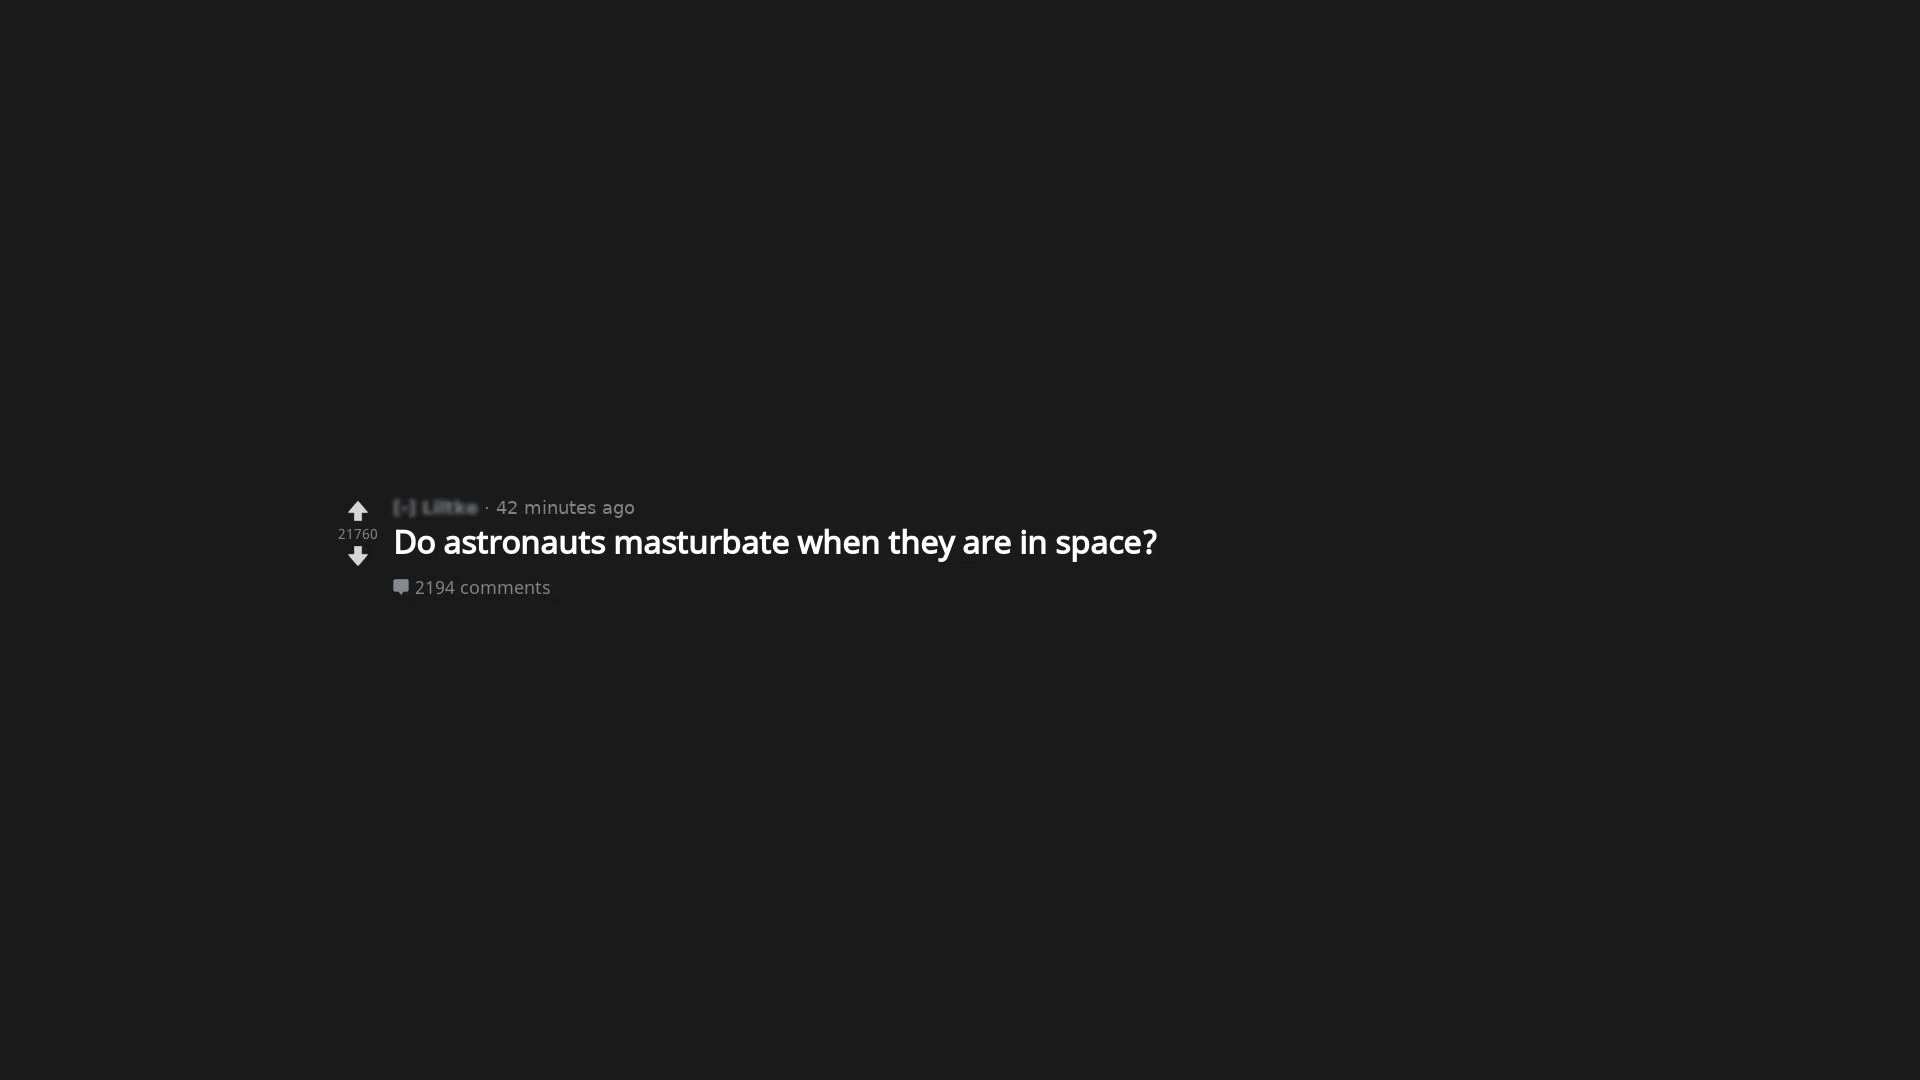 · 42 minutes ago
21760
Do astronauts masturbate when they are in space?
2194 comments